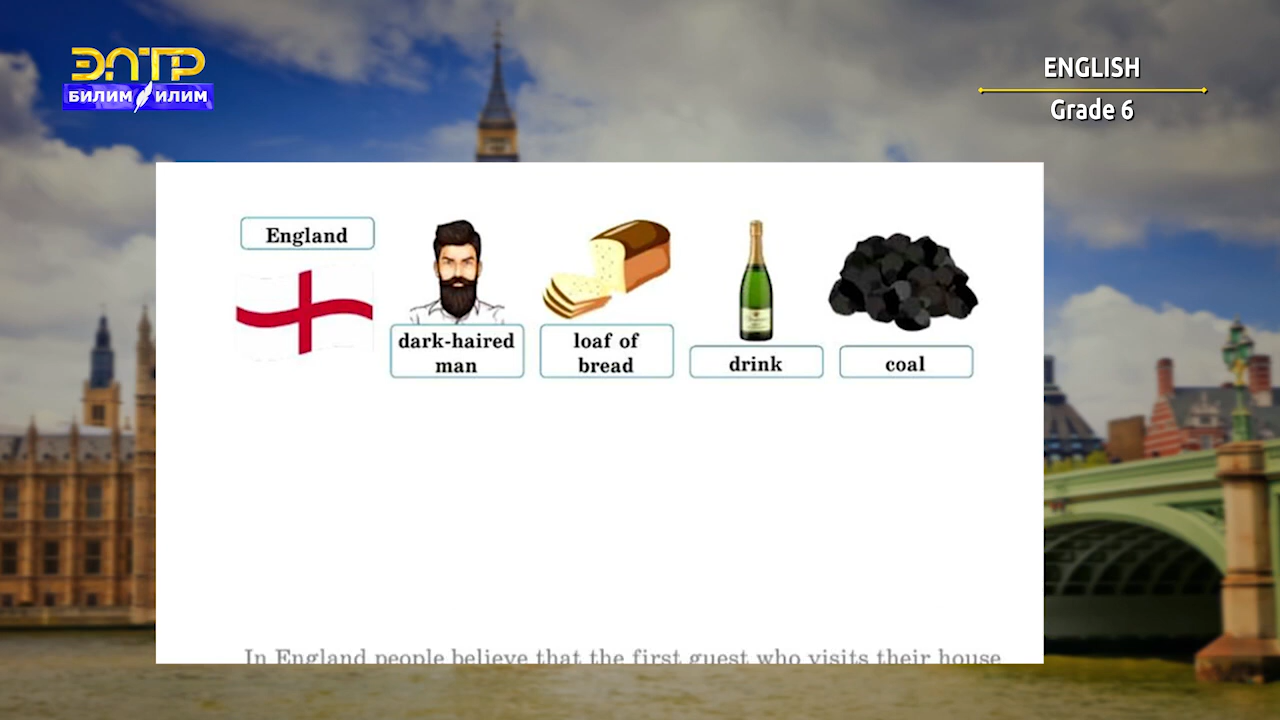 ЭЛТР
БИЛИМ ИЛИМ
ENGLISH
Grade 6
England
dark-haired
man
loaf of
bread
drink
coal
In England people believe that the first guest who visits their house